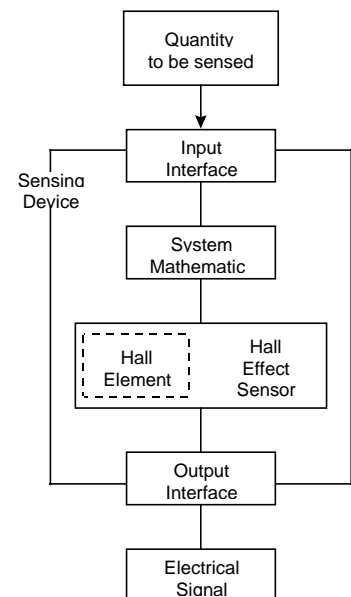 Quantity
to be sensed
Input
Interface
Sensing
Device
System
Mathematic
Hall
Element
Hall
Effect
Sensor
Output
Interface
Electrical
Signal